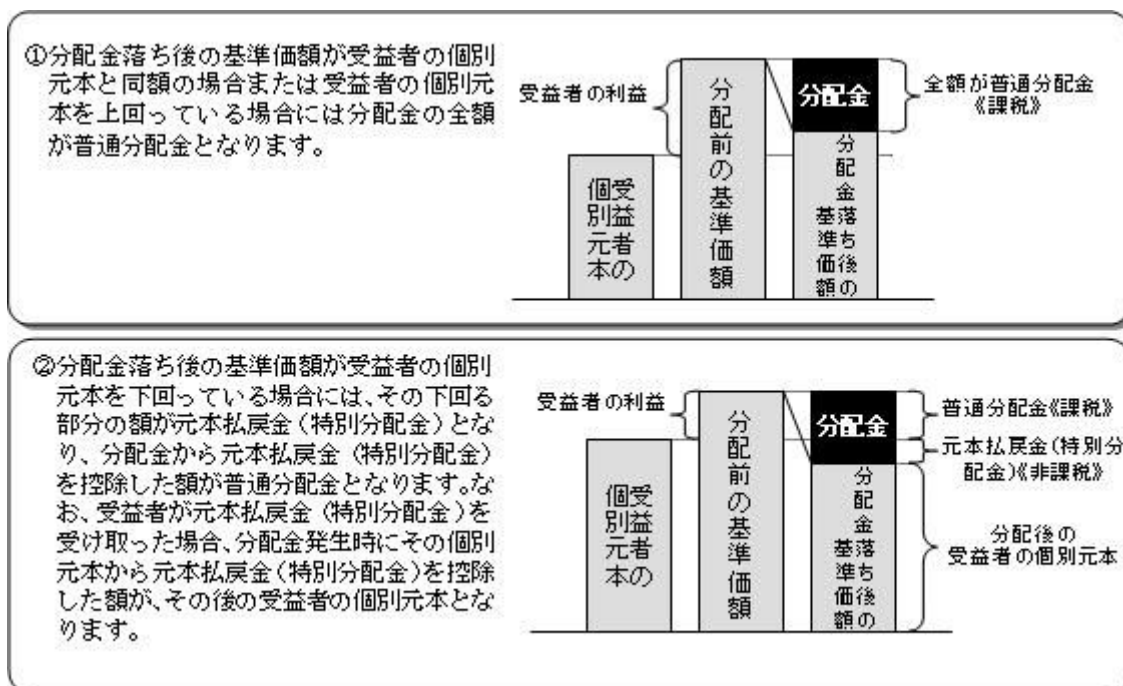 ①分配金落ち後の基準価額が受益者の個別
元本と同額の場合または受益者の個別元
本を上回っている場合には分配金の全額
が普通分配金となります。
受益者の利益
受益者の
個別元本
分配前の基準価額
分配金
分配金落ち後の
基準価額
全額が普通分配金
《課税》
②分配金落ち後の基準価額が受益者の個別
元本を下回っている場合には、その下回る
部分の額が元本払戻金(特別分配金)とな
り、分配金から元本払戻金(特別分配金)
を控除した額が普通分配金となります。な
お、受益者が元本払戻金(特別分配金)を
受け取った場合、分配金発生時にその個別
元本から元本払戻金(特別分配金)を控除
した額が、その後の受益者の個別元本とな
ります。
受益者の利益
受益者の
個別元本
分配前の基準価額
分配金
分配金落ち後の
基準価額
普通分配金《課税》
元本払戻金(特別分
配金)《非課税》
分配後の
受益者の個別元本